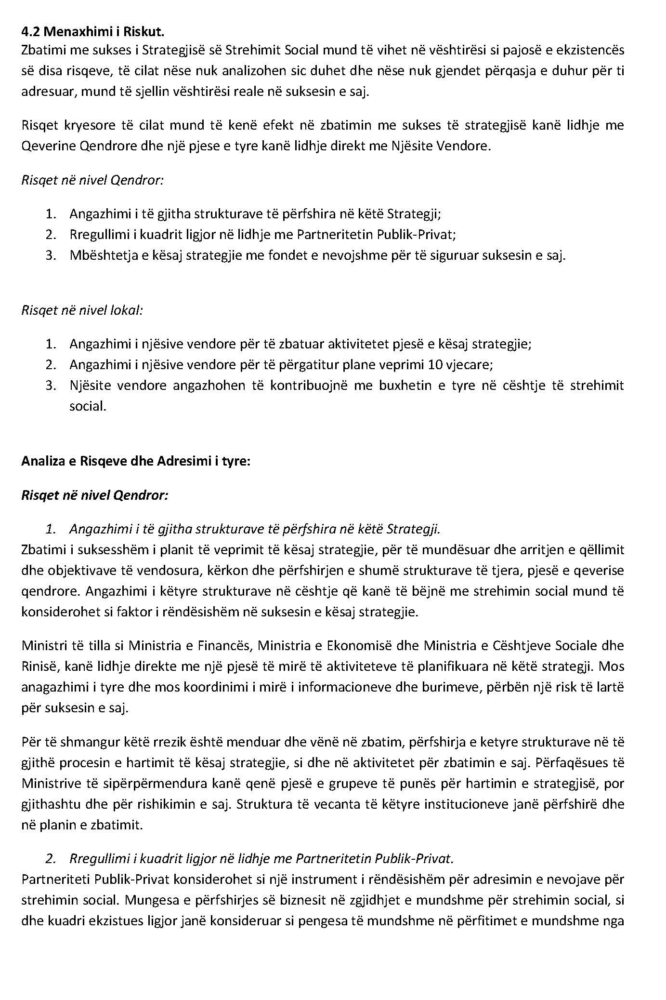 4.2 Menaxhimi i Riskut.
Zbatimi me sukses i Strategjisë së Strehimit Social mund të vihet në vështirësi si pajosë e ekzistencës
së disa risqeve, të cilat nëse nuk analizohen sic duhet dhe nëse nuk gjendet përqasja e duhur për ti
adresuar, mund të sjellin vështirësi reale në suksesin e saj.
Risqet kryesore të cilat mund të kenë efekt në zbatimin me sukses të strategjisë kanë lidhje me
Qeverine Qendrore dhe një pjese e tyre kanë lidhje direkt me Njësite Vendore.
Risqet në nivel Qendror:
1. Angazhimi i të gjitha strukturave të përfshira në këtë Strategji;
2. Rregullimi i kuadrit ligjor në lidhje me Partneritetin Publik-Privat;
3. Mbështetja e kësaj strategjie me fondet e nevojshme për të siguruar suksesin e saj.
Risqet në nivel lokal:
1. Angazhimi i njësive vendore për të zbatuar aktivitetet pjesë e kësaj strategjie;
2. Angazhimi i njësive vendore për të përgatitur plane veprimi 10 vjecare;
3. Njësite vendore angazhohen të kontribuojnë me buxhetin e tyre në cështje të strehimit
social.
Analiza e Risqeve dhe Adresimi i tyre:
Risqet në nivel Qendror:
1. Angazhimi i të gjitha strukturave të përfshira në këtë Strategji.
Zbatimi i suksesshëm i planit të veprimit të kësaj strategjie, për të mundësuar dhe arritjen e qëllimit
dhe objektivave të vendosura, kërkon dhe përfshirjen e shumë strukturave të tjera, pjesë e qeverise
qendrore. Angazhimi i këtyre strukturave në cështje që kanë të bëjnë me strehimin social mund të
konsiderohet si faktor i rëndësishëm në suksesin e kësaj strategjie.
Ministri të tilla si Ministria e Financës, Ministria e Ekonomisë dhe Ministria e Cështjeve Sociale dhe
Rinisë, kanë lidhje direkte me një pjesë të mirë të aktiviteteve të planifikuara në këtë strategji. Mos
anagazhimi i tyre dhe mos koordinimi i mirë i informacioneve dhe burimeve, përbën një risk të lartë
për suksesin e saj.
Për të shmangur këtë rrezik është menduar dhe vënë në zbatim, përfshirja e ketyre strukturave në të
gjithë procesin e hartimit të kësaj strategjie, si dhe në aktivitetet për zbatimin e saj. Përfaqësues të
Ministrive të sipërpërmendura kanë qenë pjesë e grupeve të punës për hartimin e strategjisë, por
gjithashtu dhe për rishikimin e saj. Struktura të vecanta të këtyre institucioneve janë përfshirë dhe
në planin e zbatimit.
2. Rregullimi i kuadrit ligjor në lidhje me Partneritetin Publik-Privat.
Partneriteti Publik-Privat konsiderohet si një instrument i rëndësishëm për adresimin e nevojave për
strehimin social. Mungesa e përfshirjes së biznesit në zgjidhjet e mundshme për strehimin social, si
dhe kuadri ekzistues ligjor janë konsideruar si pengesa të mundshme në përfitimet e mundshme nga